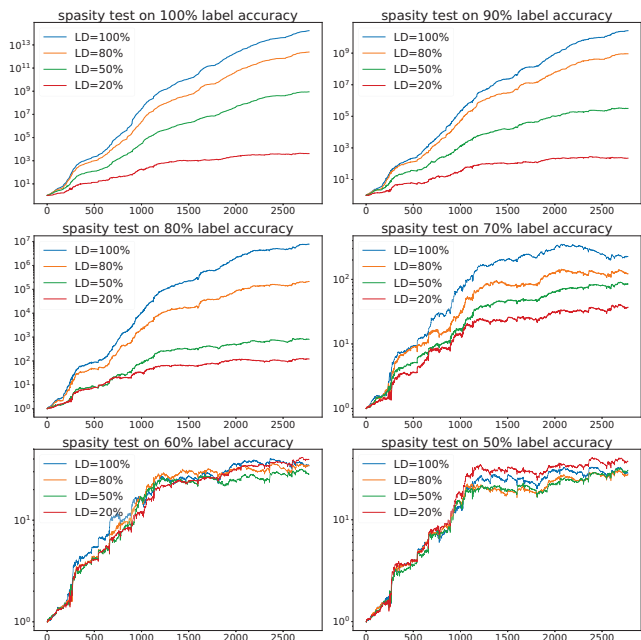 spasity test on 100% label accuracy
10^13
10^11
10^9
10^7
10^5
10^3
10^1
LD=100%
LD=80%
LD=50%
LD=20%
0 500 1000 1500 2000 2500
spasity test on 90% label accuracy
10^9
10^7
10^5
10^3
10^1
LD=100%
LD=80%
LD=50%
LD=20%
0 500 1000 1500 2000 2500
spasity test on 80% label accuracy
10^7
10^6
10^5
10^4
10^3
10^2
10^1
10^0
LD=100%
LD=80%
LD=50%
LD=20%
0 500 1000 1500 2000 2500
spasity test on 70% label accuracy
10^2
10^1
10^0
LD=100%
LD=80%
LD=50%
LD=20%
0 500 1000 1500 2000 2500
spasity test on 60% label accuracy
10^1
10^0
LD=100%
LD=80%
LD=50%
LD=20%
0 500 1000 1500 2000 2500
spasity test on 50% label accuracy
10^1
10^0
LD=100%
LD=80%
LD=50%
LD=20%
0 500 1000 1500 2000 2500